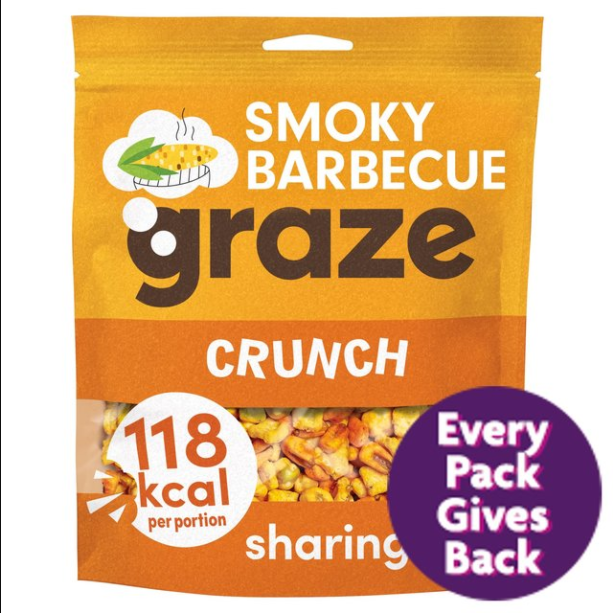 SMOKY
BARBECUE
graze
CRUNCH
118
kcal
per portion
sharing
Every
Pack
Gives
Back